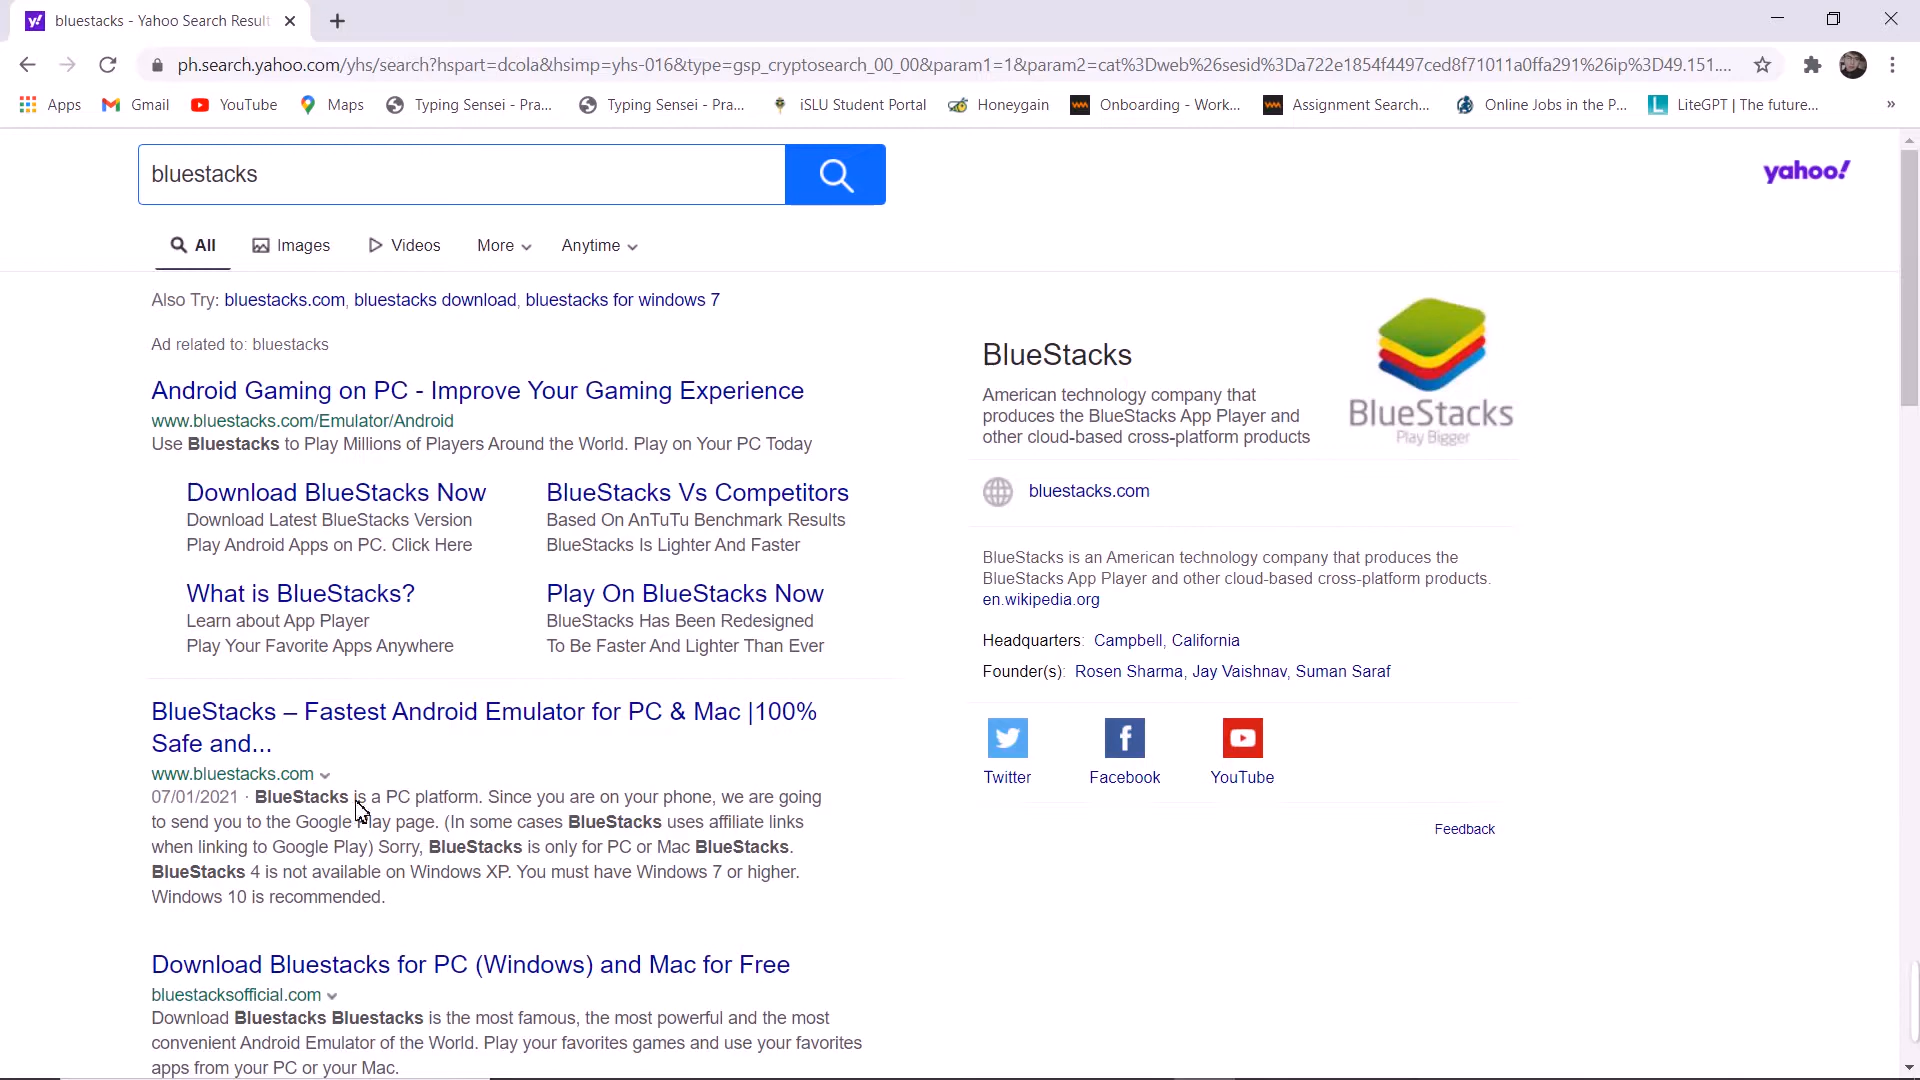 bluestacks - Yahoo Search Result
ph.search.yahoo.com/yhs/search?hspart=dcola&hsimp=yhs-016&type=gsp_cryptosearch_00_00&param1=1&param2=cat%3Dweb%26sesid%3Da722e1854f4497ced8f71011a0ffa291%26ip%3D49.151....
Apps Gmail YouTube Maps Typing Sensei - Pra... Typing Sensei - Pra... iSLU Student Portal Honeygain Onboarding - Work... Assignment Search... Online Jobs in the P... LiteGPT | The future... »
bluestacks
yahoo!
All Images Videos More Anytime
Also Try: bluestacks.com, bluestacks download, bluestacks for windows 7
Ad related to: bluestacks
Android Gaming on PC - Improve Your Gaming Experience
www.bluestacks.com/Emulator/Android
Use Bluestacks to Play Millions of Players Around the World. Play on Your PC Today
Download BlueStacks Now
Download Latest BlueStacks Version
Play Android Apps on PC. Click Here
BlueStacks Vs Competitors
Based On AnTuTu Benchmark Results
BlueStacks Is Lighter And Faster
What is BlueStacks?
Learn about App Player
Play Your Favorite Apps Anywhere
Play On BlueStacks Now
BlueStacks Has Been Redesigned
To Be Faster And Lighter Than Ever
BlueStacks – Fastest Android Emulator for PC & Mac |100%
Safe and...
www.bluestacks.com
07/01/2021 · BlueStacks is a PC platform. Since you are on your phone, we are going
to send you to the Google Play page. (In some cases BlueStacks uses affiliate links
when linking to Google Play) Sorry, BlueStacks is only for PC or Mac BlueStacks.
BlueStacks 4 is not available on Windows XP. You must have Windows 7 or higher.
Windows 10 is recommended.
Download Bluestacks for PC (Windows) and Mac for Free
bluestacksofficial.com
Download Bluestacks Bluestacks is the most famous, the most powerful and the most
convenient Android Emulator of the World. Play your favorites games and use your favorites
apps from your PC or your Mac.
BlueStacks
American technology company that
produces the BlueStacks App Player and
other cloud-based cross-platform products
BlueStacks
Play Bigger
bluestacks.com
BlueStacks is an American technology company that produces the
BlueStacks App Player and other cloud-based cross-platform products.
en.wikipedia.org
Headquarters: Campbell, California
Founder(s): Rosen Sharma, Jay Vaishnav, Suman Saraf
Twitter Facebook YouTube
Feedback